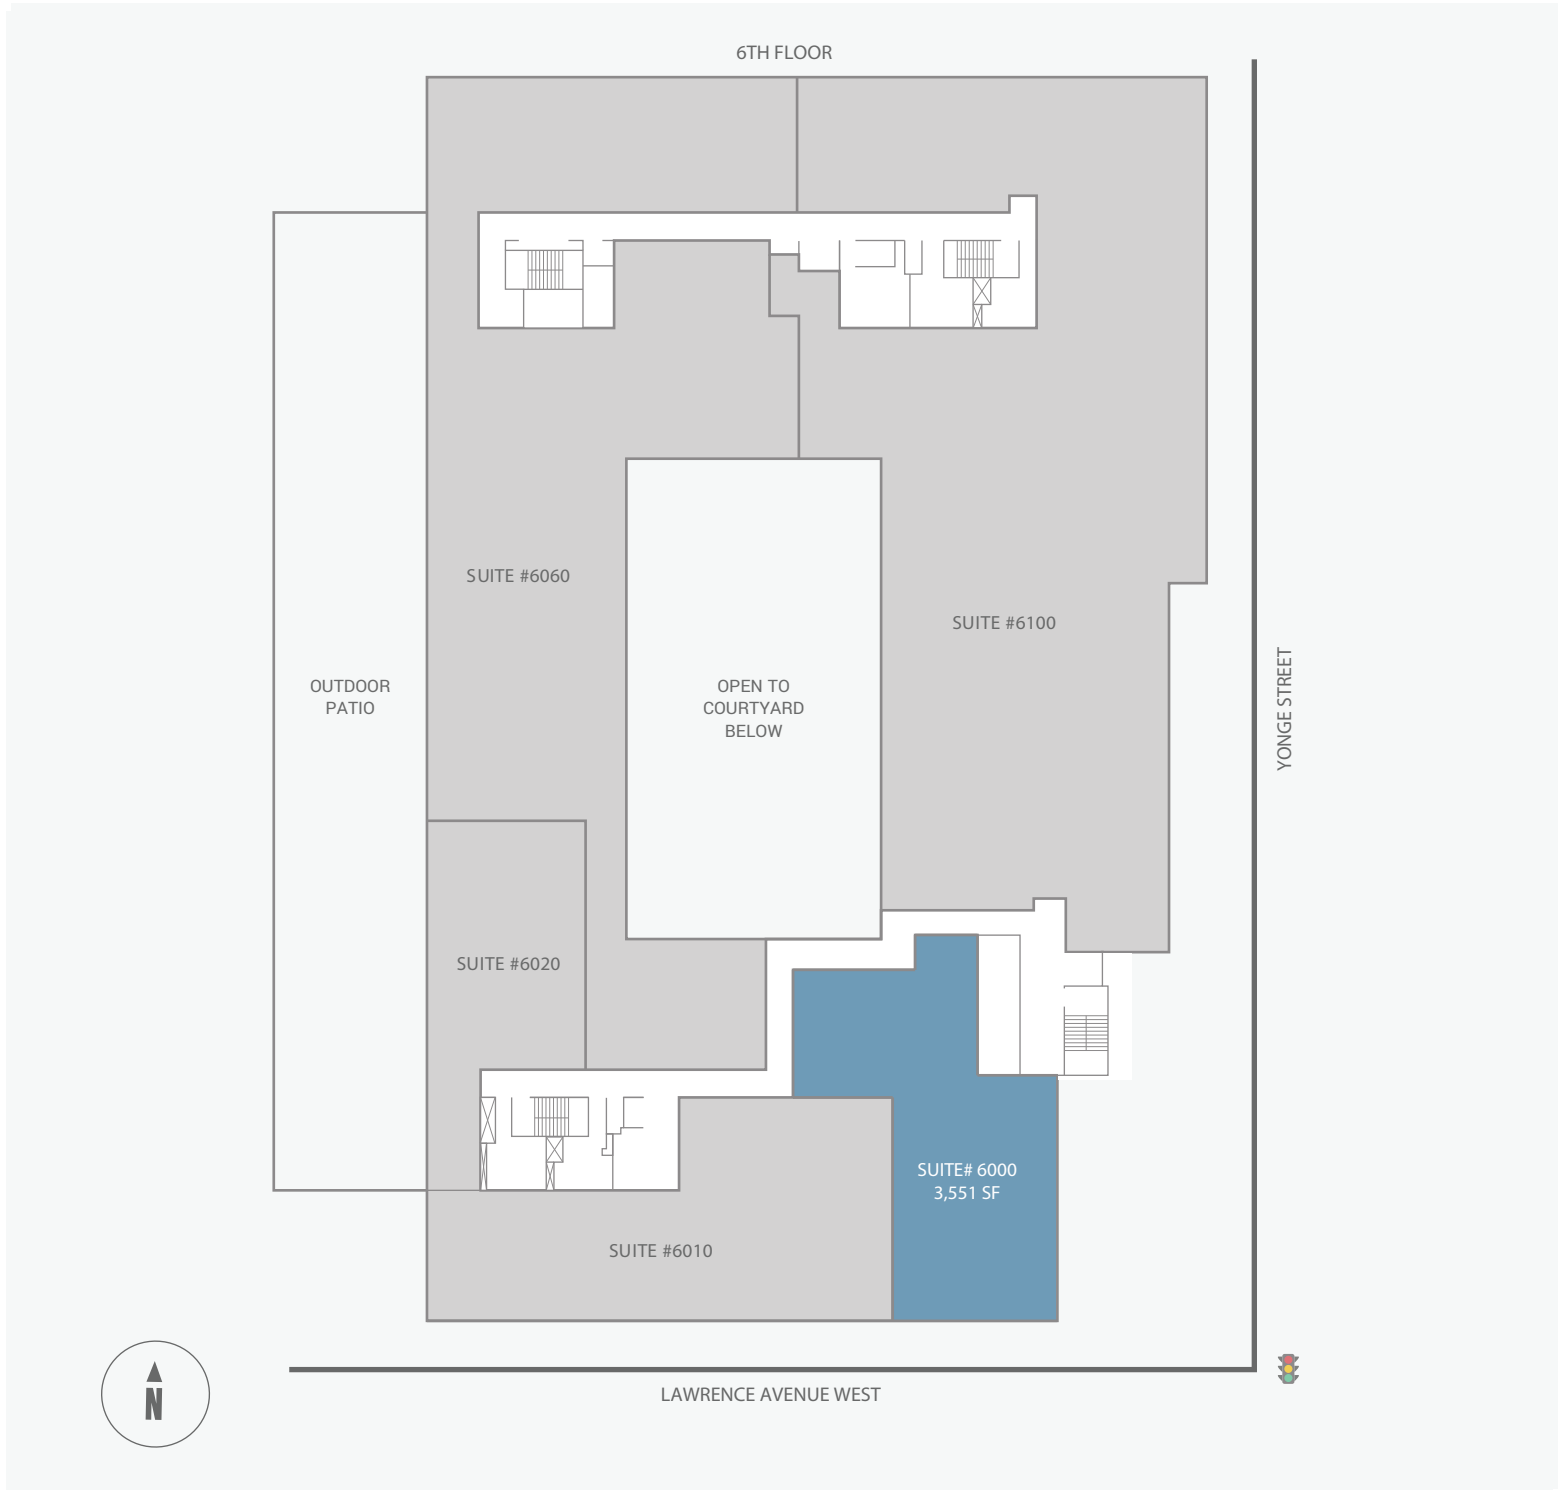 6TH FLOOR
SUITE #6060
SUITE #6100
OUTDOOR
PATIO
OPEN TO
COURTYARD
BELOW
YONGE STREET
SUITE #6020
SUITE# 6000
3,551 SF
SUITE #6010
LAWRENCE AVENUE WEST
N